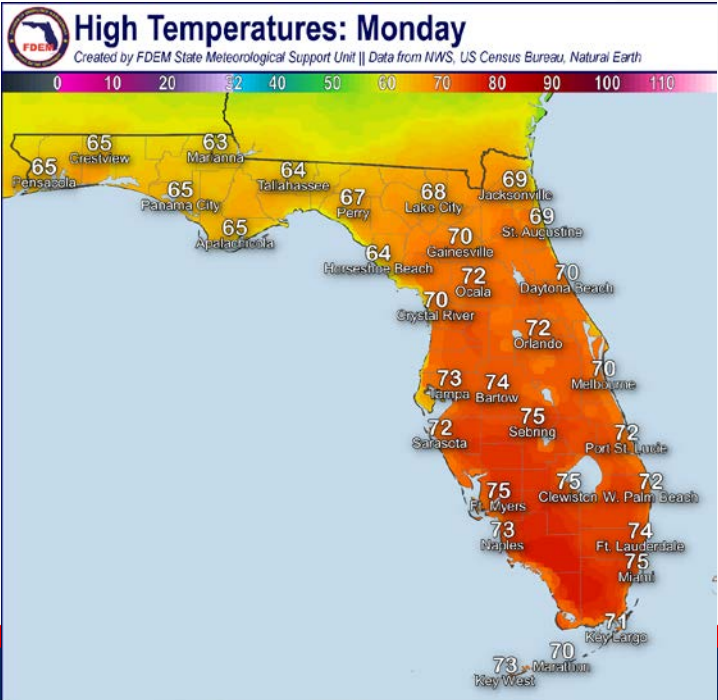 High Temperatures: Monday
FDEM
Created by FDEM State Meteorological Support Unit || Data from NWS, US Census Bureau, Natural Earth
0 10 20 32 40 50 60 70 80 90 100 110
65
Crestview
63
Marianna
65
Pensacola
64
Tallahassee
65
Panama City
67
Perry
68
Lake City
69
Jacksonville
65
Apalachicola
69
St. Augustine
70
Gainesville
64
Horseshoe Beach
72
Ocala
70
Daytona Beach
70
Crystal River
72
Orlando
70
Melbourne
73
Tampa
74
Bartow
75
Sebring
72
Sarasota
72
Port St. Lucie
75
Ft. Myers
75
Clewiston
72
W. Palm Beach
73
Naples
74
Ft. Lauderdale
75
Miami
71
Key Largo
70
Marathon
73
Key West